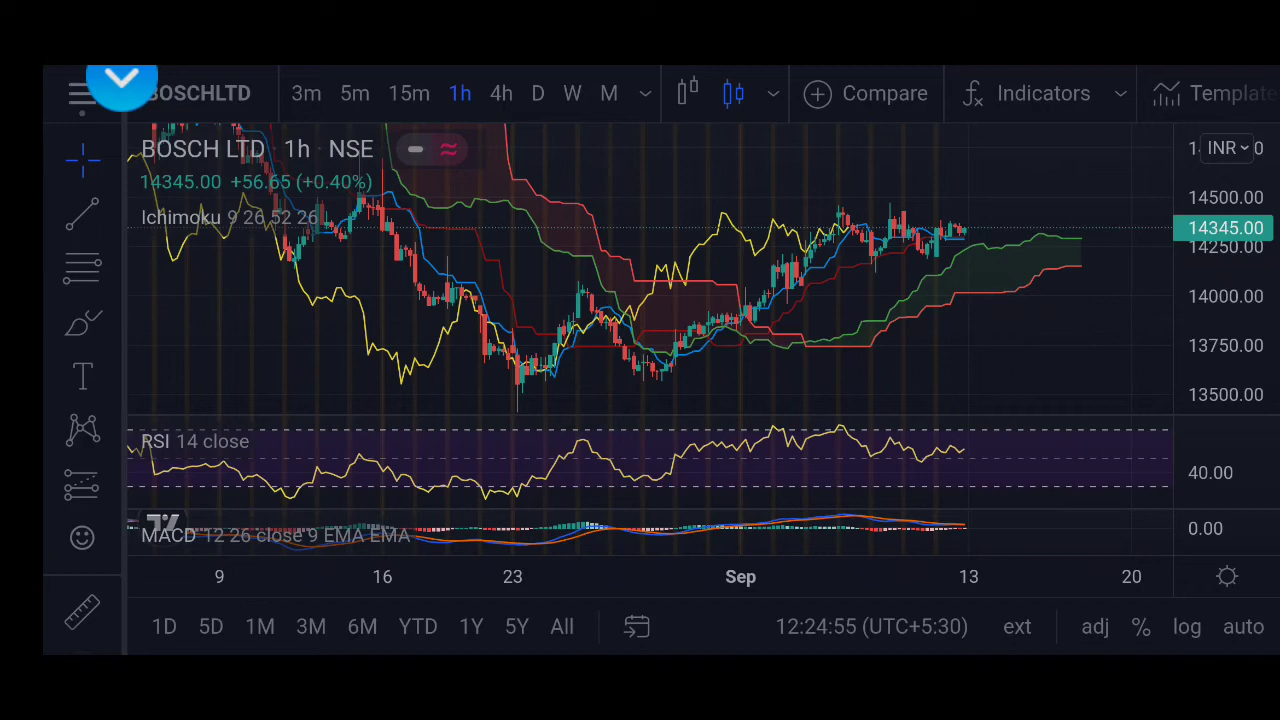 BOSCHLTD 3m 5m 15m 1h 4h D W M Compare Indicators Template
BOSCH LTD · 1h · NSE
INR
14345.00 +56.65 (+0.40%)
14500.00
Ichimoku 9 26 52 26
14345.00
14250.00
14000.00
13750.00
13500.00
RSI 14 close
40.00
MACD 12 26 close 9 EMA EMA
0.00
9 16 23 Sep 13 20
1D 5D 1M 3M 6M YTD 1Y 5Y All 12:24:55 (UTC+5:30) ext adj % log auto